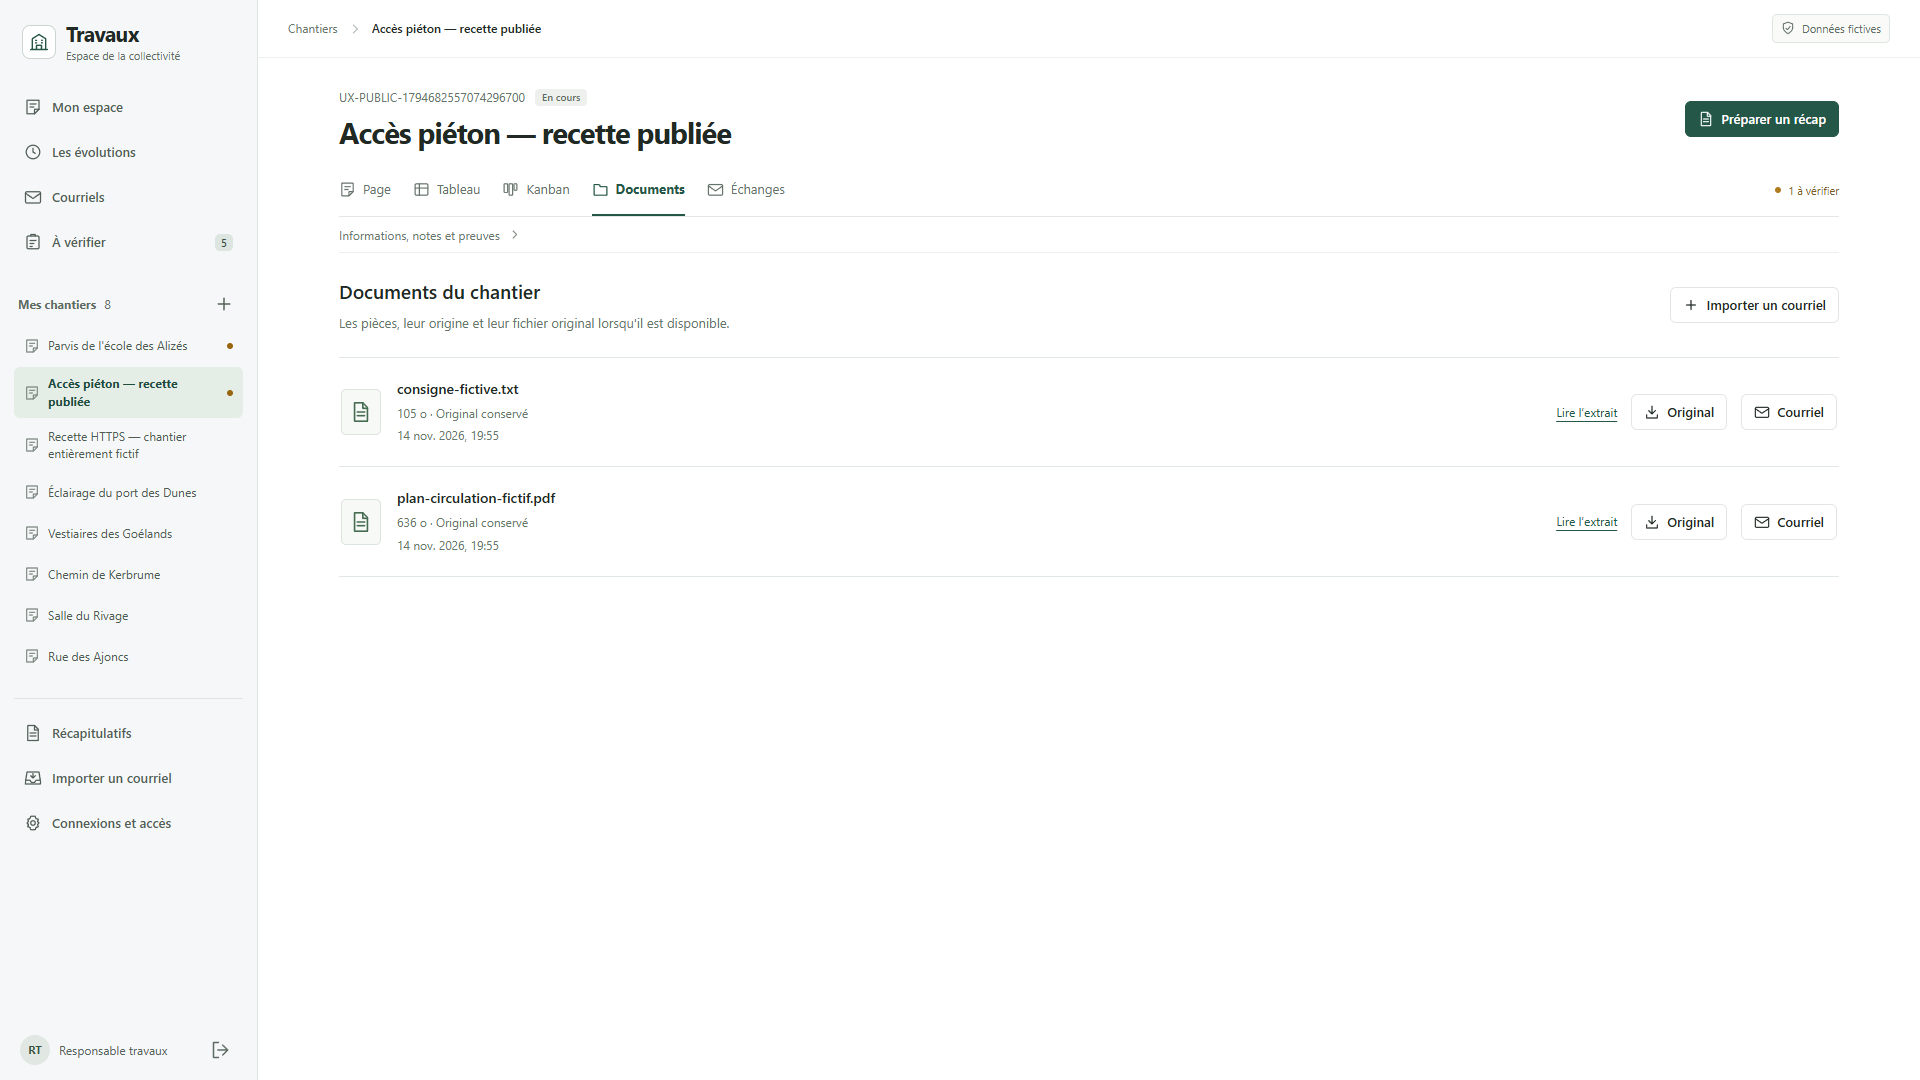 Travaux
Espace de la collectivité
Mon espace
Les évolutions
Courriels
À vérifier 5
Mes chantiers 8
Parvis de l'école des Alizés
Accès piéton — recette
publiée
Recette HTTPS — chantier
entièrement fictif
Éclairage du port des Dunes
Vestiaires des Goélands
Chemin de Kerbrume
Salle du Rivage
Rue des Ajoncs
Récapitulatifs
Importer un courriel
Connexions et accès
RT Responsable travaux
Chantiers Accès piéton — recette publiée
Données fictives
UX-PUBLIC-1794682557074296700 En cours
Accès piéton — recette publiée
Préparer un récap
Page Tableau Kanban Documents Échanges
1 à vérifier
Informations, notes et preuves
Documents du chantier
Les pièces, leur origine et leur fichier original lorsqu'il est disponible.
Importer un courriel
consigne-fictive.txt
105 o · Original conservé
14 nov. 2026, 19:55
Lire l'extrait Original Courriel
plan-circulation-fictif.pdf
636 o · Original conservé
14 nov. 2026, 19:55
Lire l'extrait Original Courriel